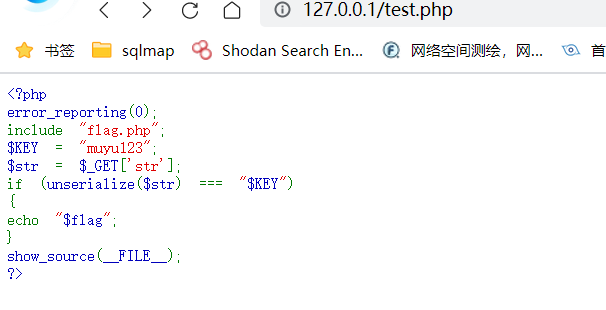 127.0.0.1/test.php
书签 sqlmap Shodan Search En... 网络空间测绘，网... 首
<?php
error_reporting(0);
include "flag.php";
$KEY = "muyu123";
$str = $_GET['str'];
if (unserialize($str) === "$KEY")
{
echo "$flag";
}
show_source(__FILE__);
?>